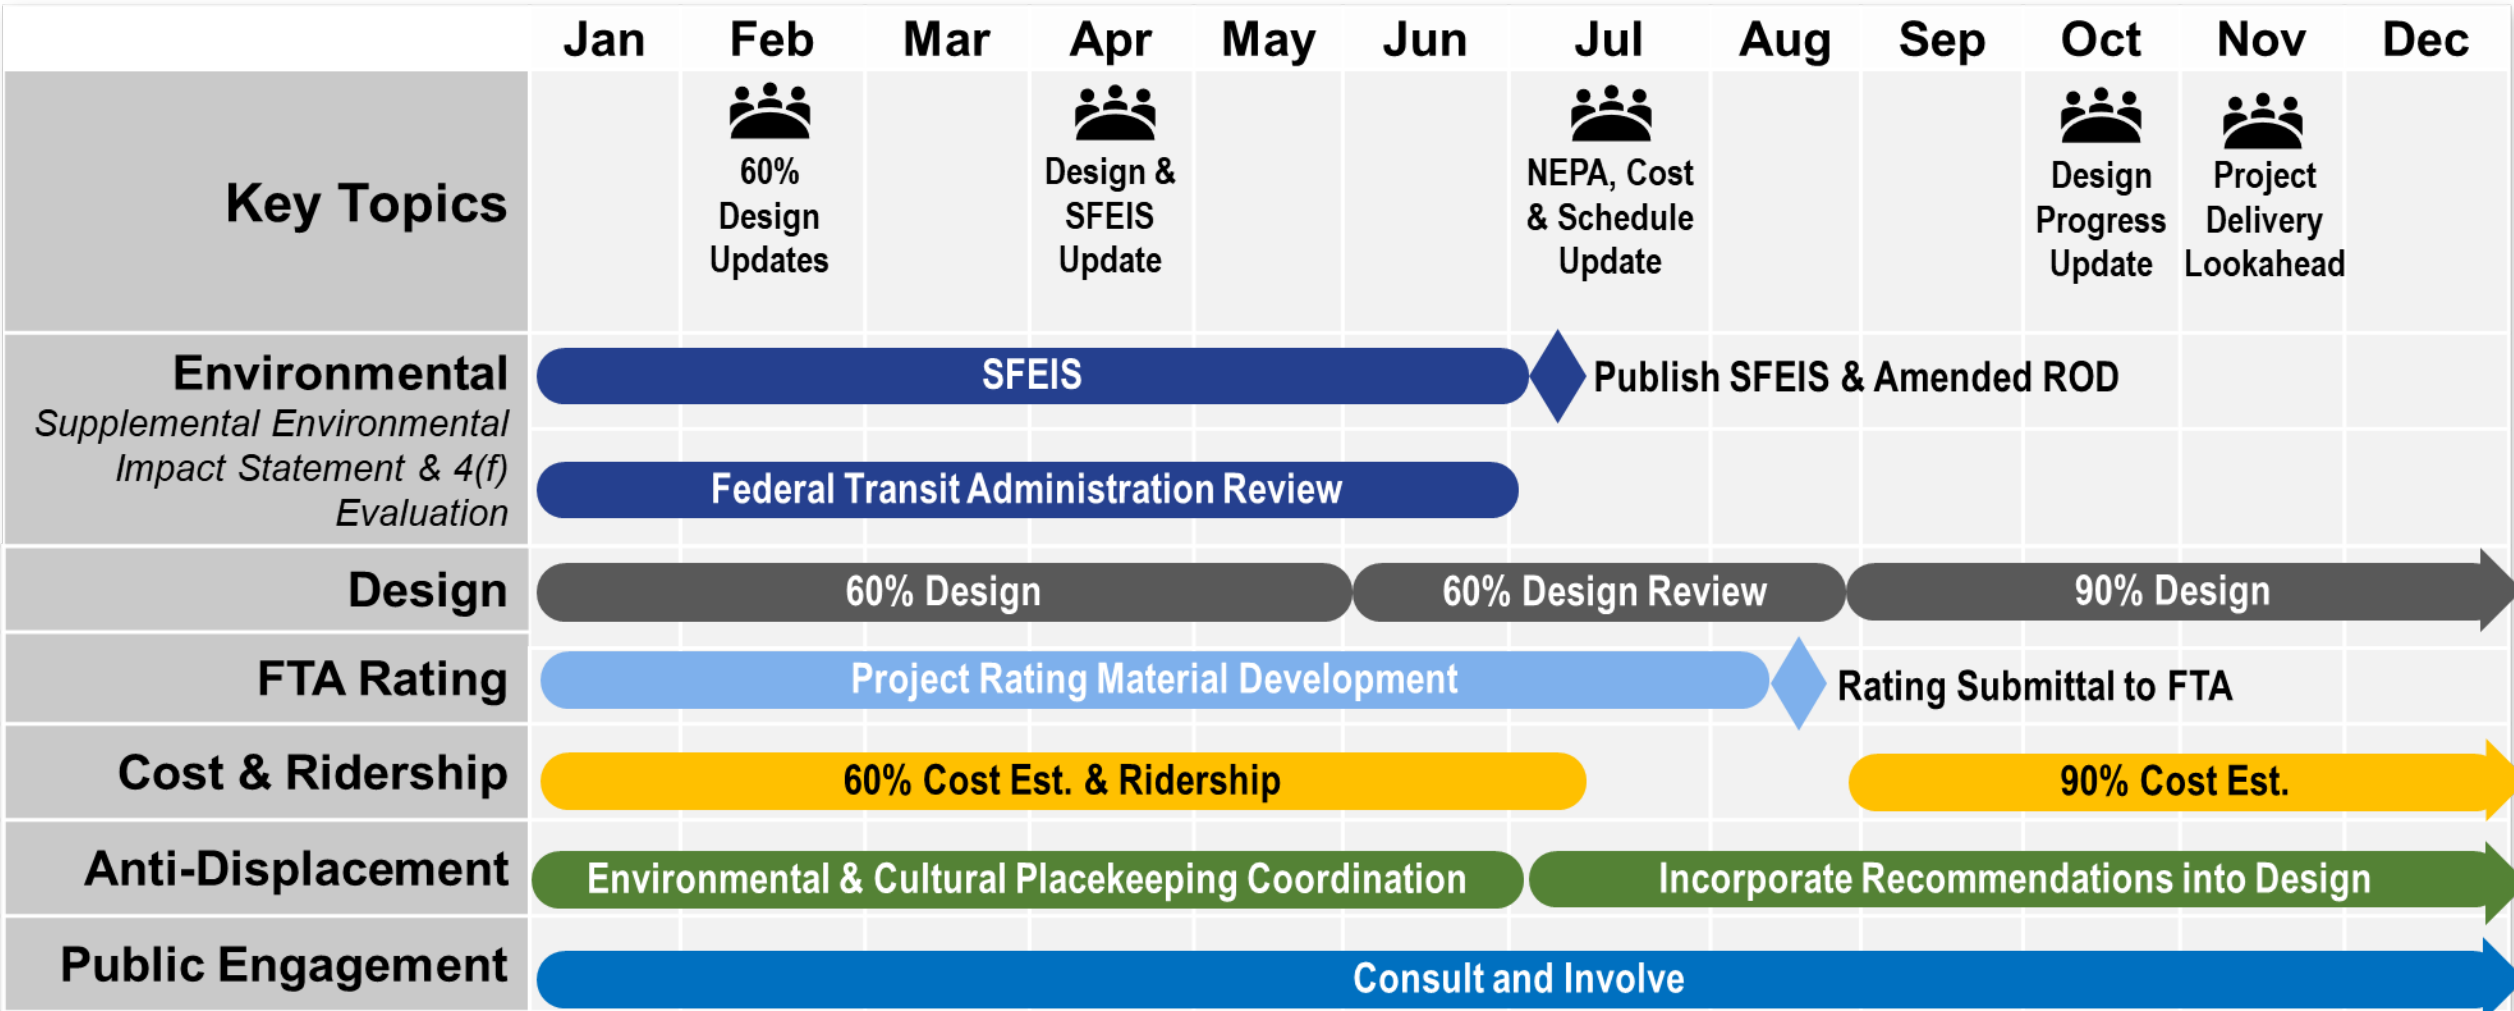 Jan Feb Mar Apr May Jun Jul Aug Sep Oct Nov Dec
Key Topics
60%
Design
Updates
Design &
SFEIS
Update
NEPA, Cost
& Schedule
Update
Design
Progress
Update
Project
Delivery
Lookahead
Environmental
Supplemental Environmental
Impact Statement & 4(f)
Evaluation
SFEIS
Publish SFEIS & Amended ROD
Federal Transit Administration Review
Design
60% Design
60% Design Review
90% Design
FTA Rating
Project Rating Material Development
Rating Submittal to FTA
Cost & Ridership
60% Cost Est. & Ridership
90% Cost Est.
Anti-Displacement
Environmental & Cultural Placekeeping Coordination
Incorporate Recommendations into Design
Public Engagement
Consult and Involve